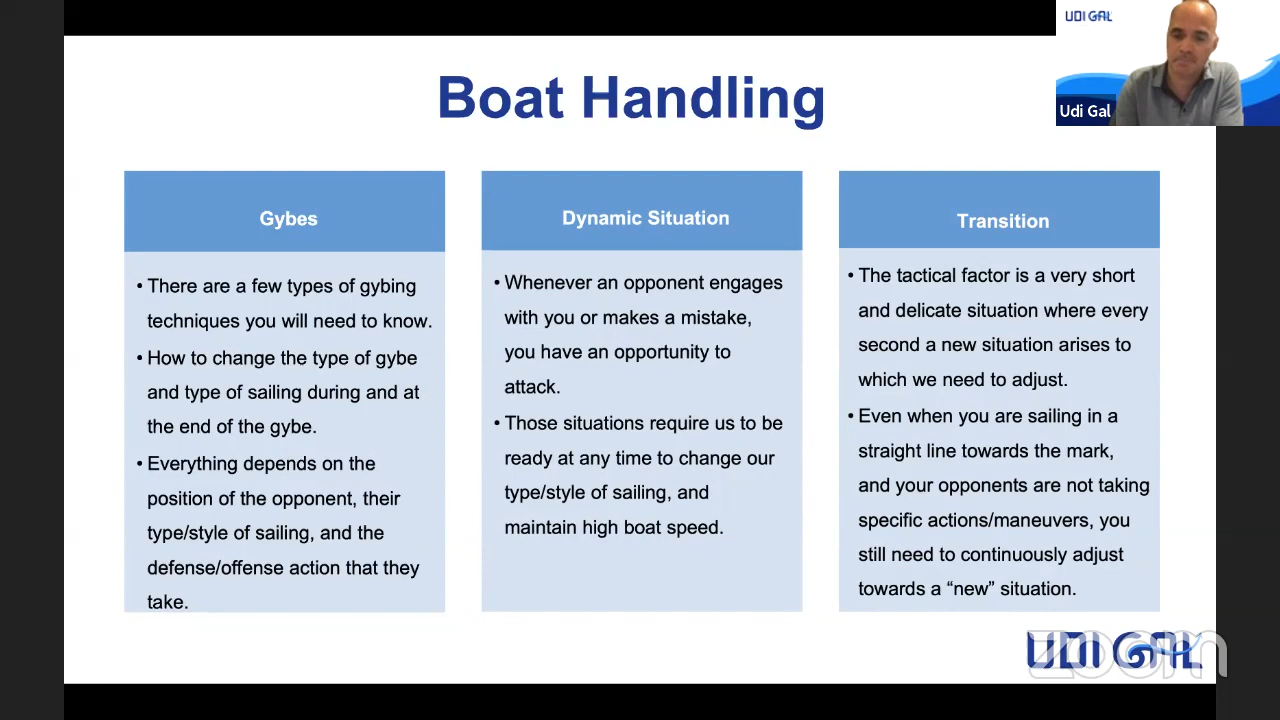 UDI GAL
Udi Gal
Boat Handling
Gybes
• There are a few types of gybing
techniques you will need to know.
• How to change the type of gybe
and type of sailing during and at
the end of the gybe.
• Everything depends on the
position of the opponent, their
type/style of sailing, and the
defense/offense action that they
take.
Dynamic Situation
• Whenever an opponent engages
with you or makes a mistake,
you have an opportunity to
attack.
• Those situations require us to be
ready at any time to change our
type/style of sailing, and
maintain high boat speed.
Transition
• The tactical factor is a very short
and delicate situation where every
second a new situation arises to
which we need to adjust.
• Even when you are sailing in a
straight line towards the mark,
and your opponents are not taking
specific actions/maneuvers, you
still need to continuously adjust
towards a “new” situation.
UDI GAL
zoom